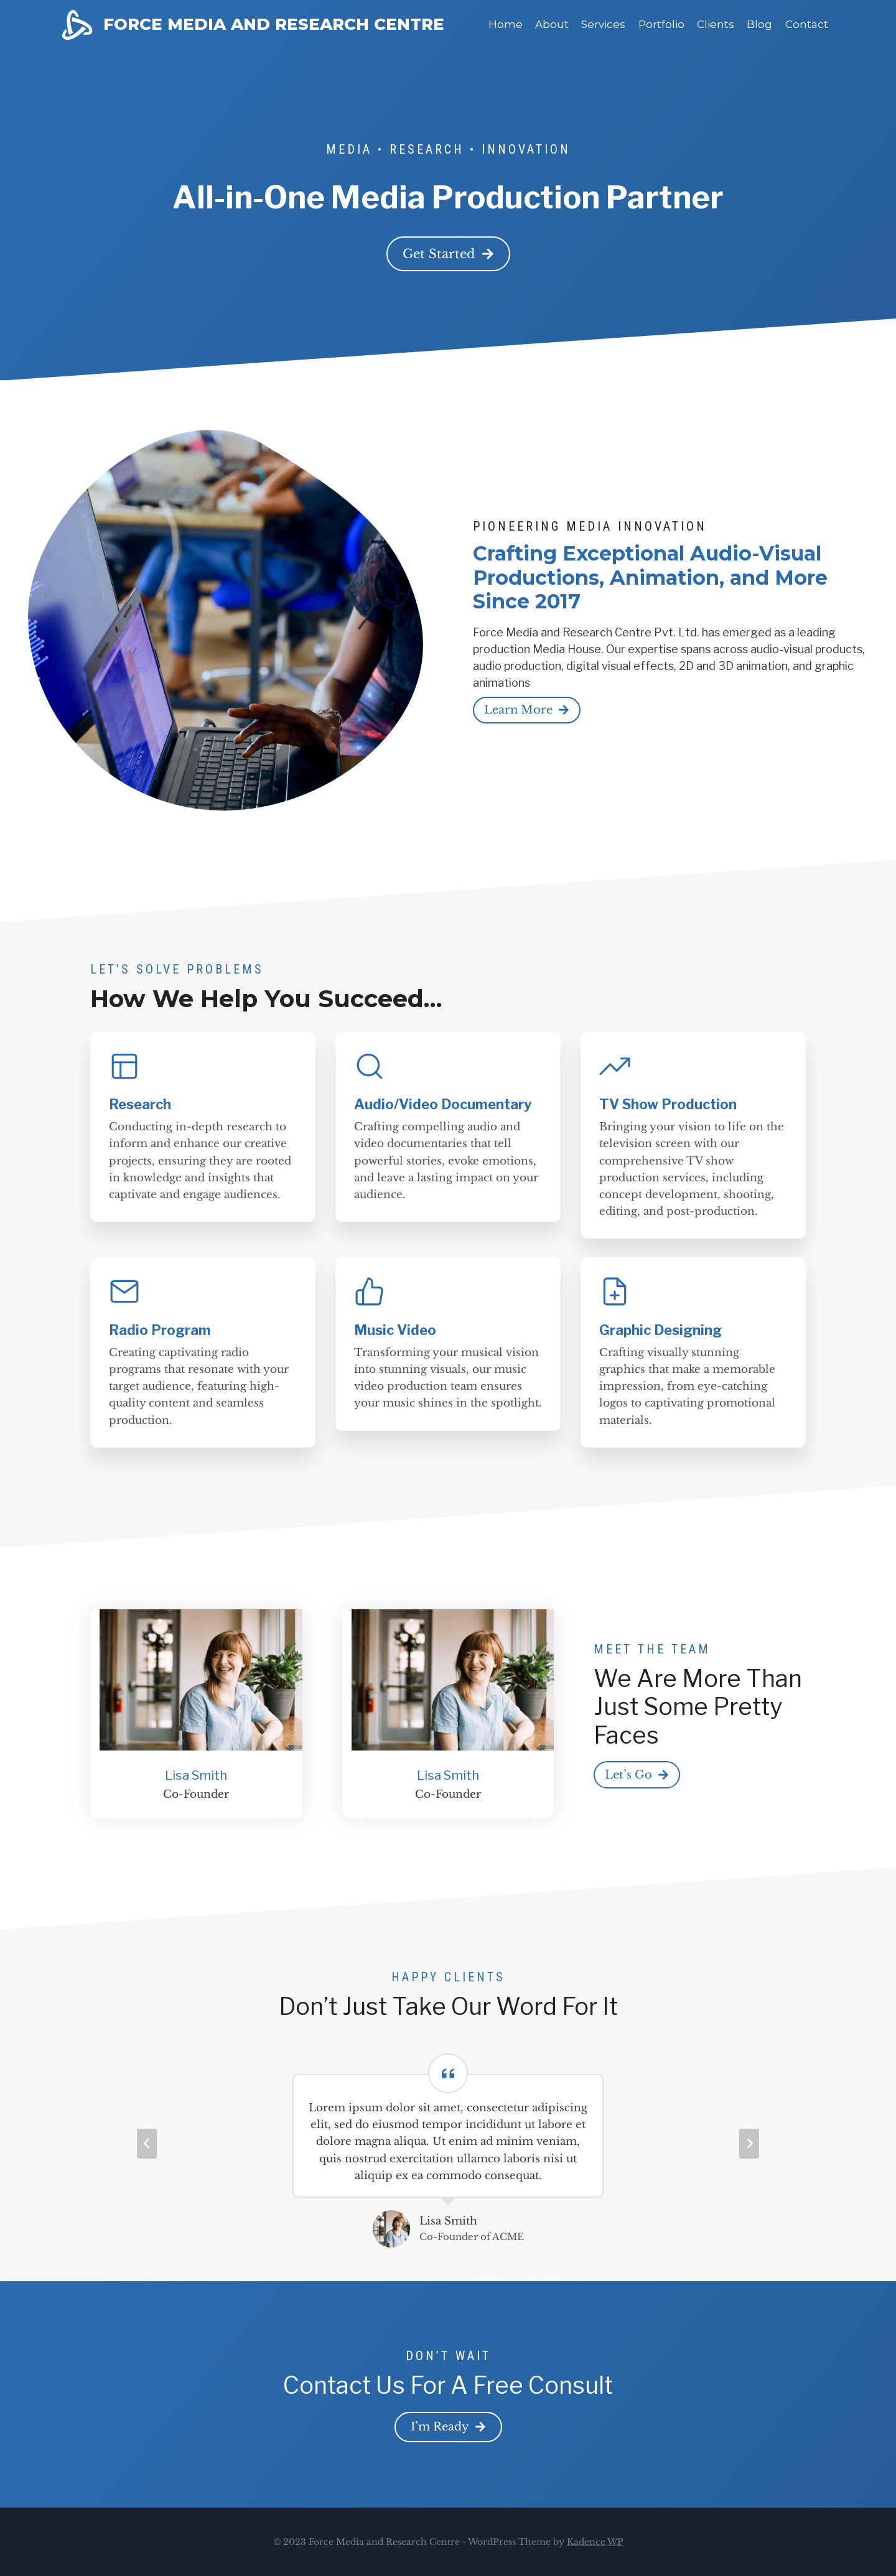 FORCE MEDIA AND RESEARCH CENTRE
Home About Services Portfolio Clients Blog Contact
MEDIA • RESEARCH • INNOVATION
All-in-One Media Production Partner
Get Started
PIONEERING MEDIA INNOVATION
Crafting Exceptional Audio-Visual
Productions, Animation, and More
Since 2017
Force Media and Research Centre Pvt. Ltd. has emerged as a leading
production Media House. Our expertise spans across audio-visual productions,
audio production, digital visual effects, 2D and 3D animation, and graphic
animations
Learn More
LET’S SOLVE PROBLEMS
How We Help You Succeed...
Research
Conducting in-depth research to
inform and enhance our creative
projects, ensuring they are rooted
in knowledge and insights that
captivate and engage audiences.
Audio/Video Documentary
Crafting compelling audio and
video documentaries that tell
powerful stories, evoke emotions,
and leave a lasting impact on your
audience.
TV Show Production
Bringing your vision to life on the
television screen with our
comprehensive TV show
production services, including
concept development, shooting,
editing, and post-production.
Radio Program
Creating captivating radio
programs that resonate with your
target audience, featuring high-
quality content and seamless
production.
Music Video
Transforming your musical vision
into stunning visuals, our music
video production team ensures
your music shines in the spotlight.
Graphic Designing
Crafting visually stunning
graphics that make a memorable
impression, from eye-catching
logos to captivating promotional
materials.
Lisa Smith
Co-Founder
Lisa Smith
Co-Founder
MEET THE TEAM
We Are More Than
Just Some Pretty
Faces
Let’s Go
HAPPY CLIENTS
Don’t Just Take Our Word For It
Lorem ipsum dolor sit amet, consectetur adipiscing
elit, sed do eiusmod tempor incididunt ut labore et
dolore magna aliqua. Ut enim ad minim veniam,
quis nostrud exercitation ullamco laboris nisi ut
aliquip ex ea commodo consequat.
Lisa Smith
Co-Founder of ACME
DON’T WAIT
Contact Us For A Free Consult
I’m Ready
© 2023 Force Media and Research Centre - WordPress Theme by Kadence WP